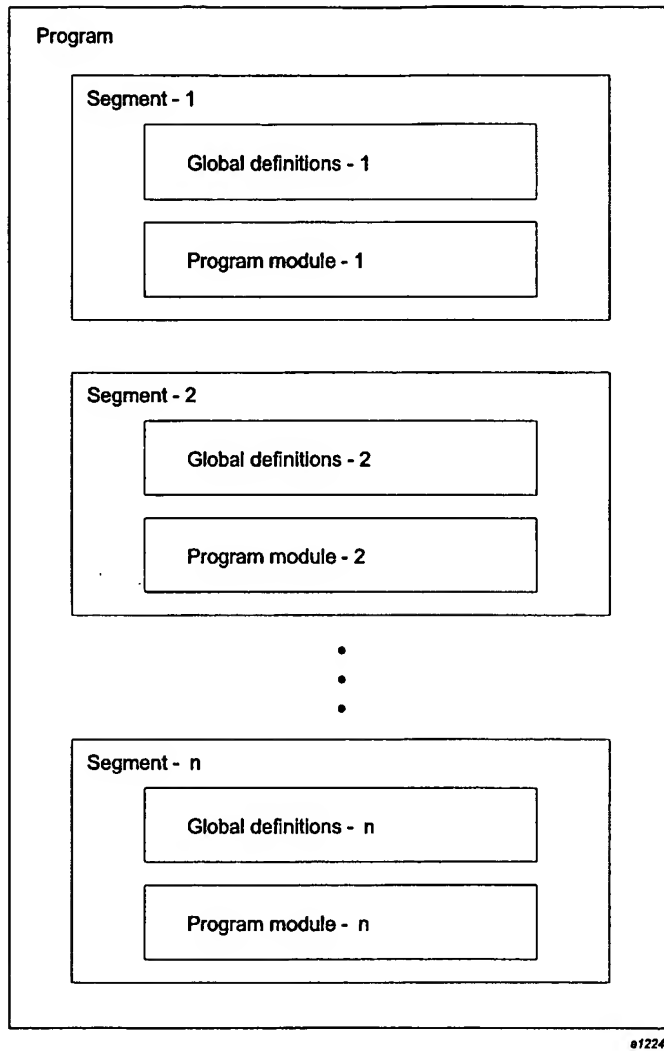 Program
Segment - 1
Global definitions - 1
Program module - 1
Segment - 2
Global definitions - 2
Program module - 2
Segment - n
Global definitions - n
Program module - n
e1224